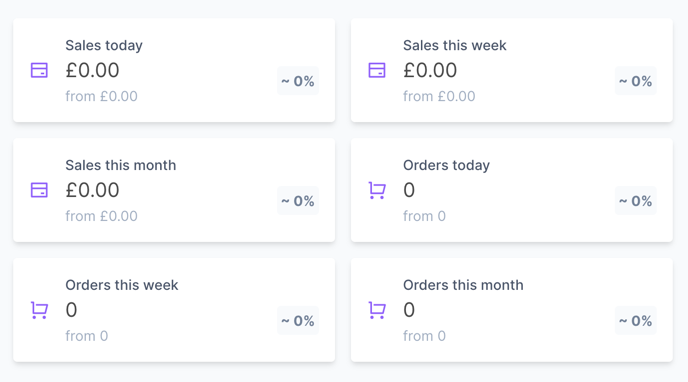 Sales today
£0.00
from £0.00
~ 0%
Sales this week
£0.00
from £0.00
~ 0%
Sales this month
£0.00
from £0.00
~ 0%
Orders today
0
from 0
~ 0%
Orders this week
0
from 0
~ 0%
Orders this month
0
from 0
~ 0%